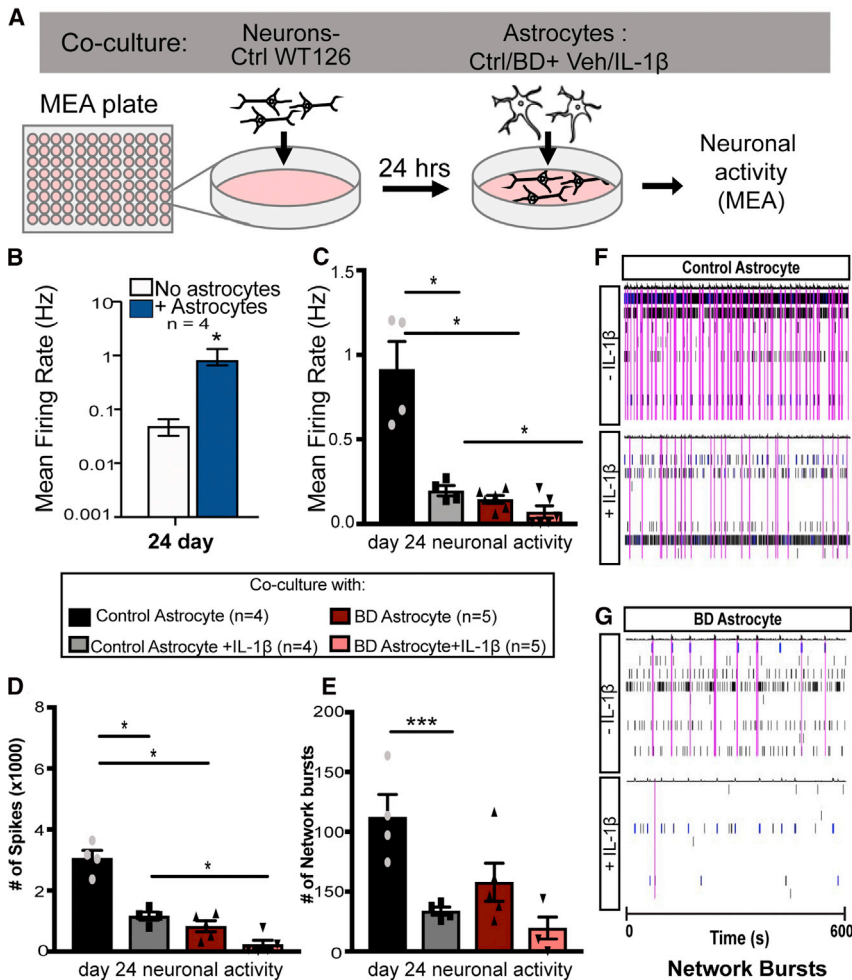 A
Co-culture:
Neurons-
Ctrl WT126
Astrocytes :
Ctrl/BD+ Veh/IL-1β
MEA plate
24 hrs
Neuronal
activity
(MEA)
B
No astrocytes
+ Astrocytes
n = 4
*
Mean Firing Rate (Hz)
10
1
0.1
0.01
0.001
24 day
C
Mean Firing Rate (Hz)
1.5
1
0.5
0.0
*
*
*
day 24 neuronal activity
Co-culture with:
Control Astrocyte (n=4)
BD Astrocyte (n=5)
Control Astrocyte +IL-1β (n=4)
BD Astrocyte+IL-1β (n=5)
D
# of Spikes (x1000)
8
6
4
2
0
*
*
*
day 24 neuronal activity
E
# of Network bursts
200
150
100
150
0
***
day 24 neuronal activity
F
Control Astrocyte
- IL-1β
+ IL-1β
G
BD Astrocyte
- IL-1β
+ IL-1β
0
600
Time (s)
Network Bursts